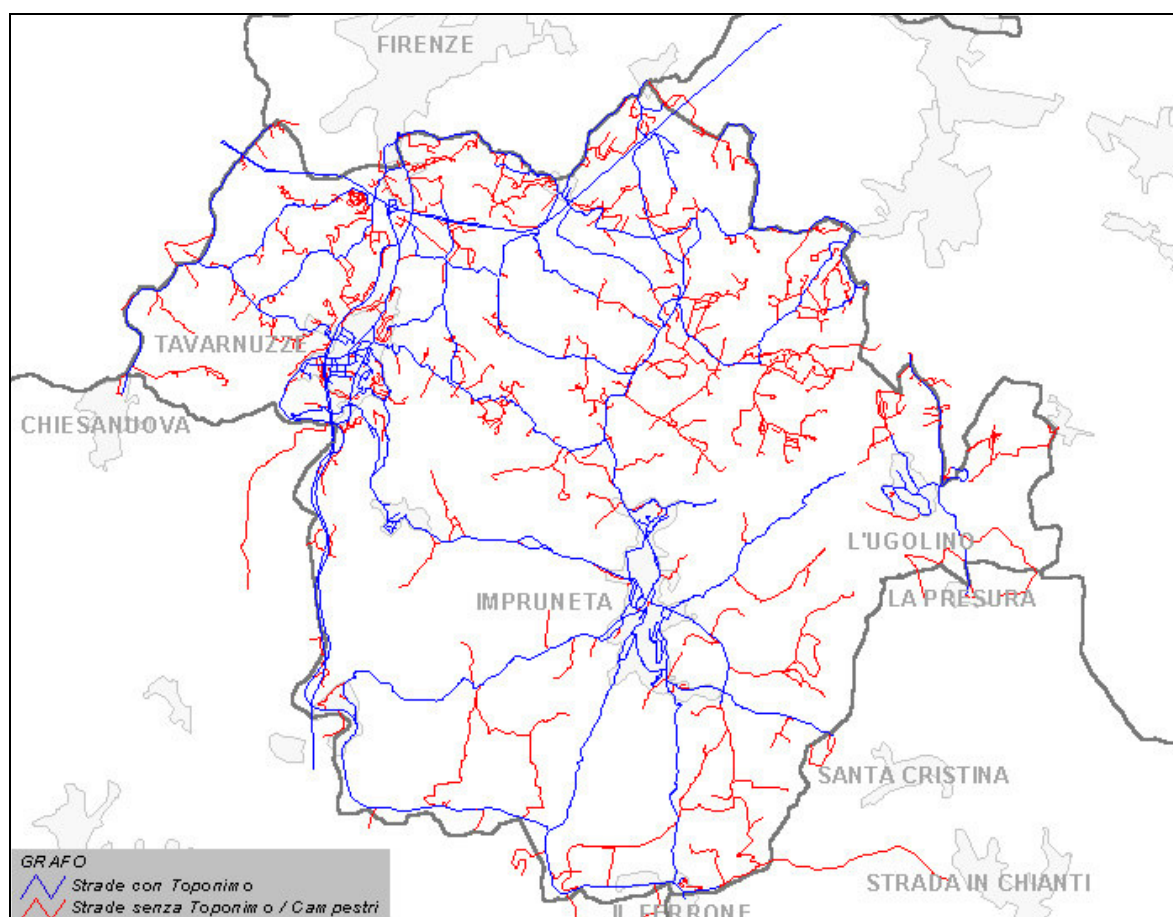 FIRENZE
TAVARNUZZE
CHIESANUOVA
L'UGOLINO
IMPRUNETA
LA PRESURA
SANTA CRISTINA
STRADA IN CHIANTI
IL FERRONE
GRAFO
Strade con Toponimo
Strade senza Toponimo / Campestri